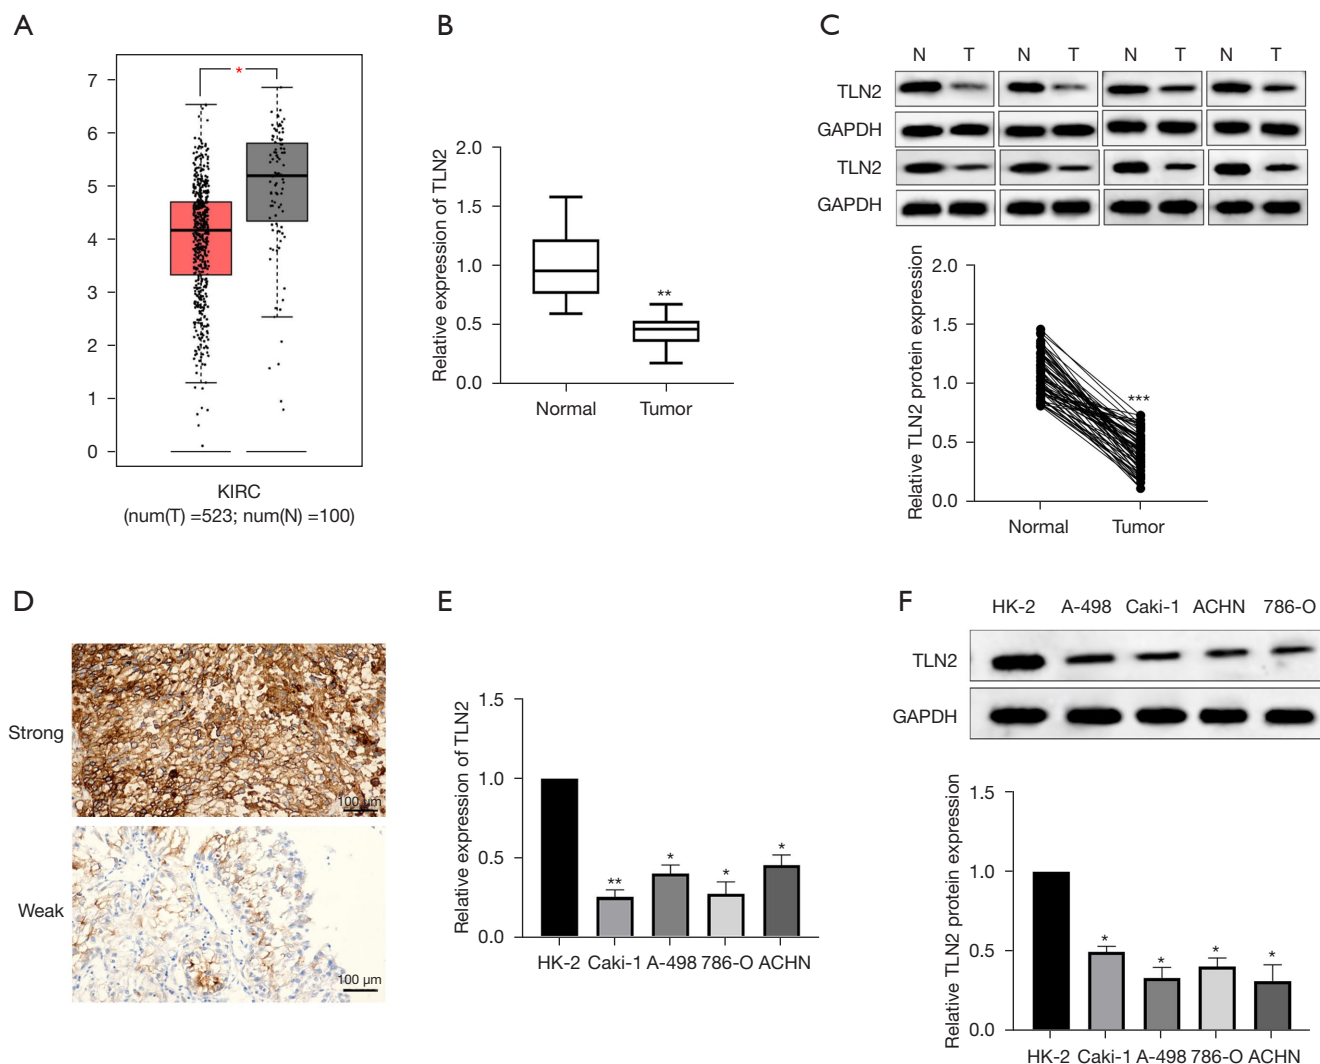 A
7
6
5
4
3
2
1
0
*
KIRC
(num(T) =523; num(N) =100)
B
Relative expression of TLN2
2.0
1.5
1.0
0.5
0.0
**
Normal
Tumor
C
N T N T N T N T
TLN2
GAPDH
TLN2
GAPDH
Relative TLN2 protein expression
2.0
1.5
1.0
0.5
0.0
***
Normal
Tumor
D
Strong
100 µm
Weak
100 µm
E
Relative expression of TLN2
1.5
1.0
0.5
0.0
** * * *
HK-2 Caki-1 A-498 786-O ACHN
F
HK-2 A-498 Caki-1 ACHN 786-O
TLN2
GAPDH
Relative TLN2 protein expression
1.5
1.0
0.5
0.0
* * * *
HK-2 Caki-1 A-498 786-O ACHN